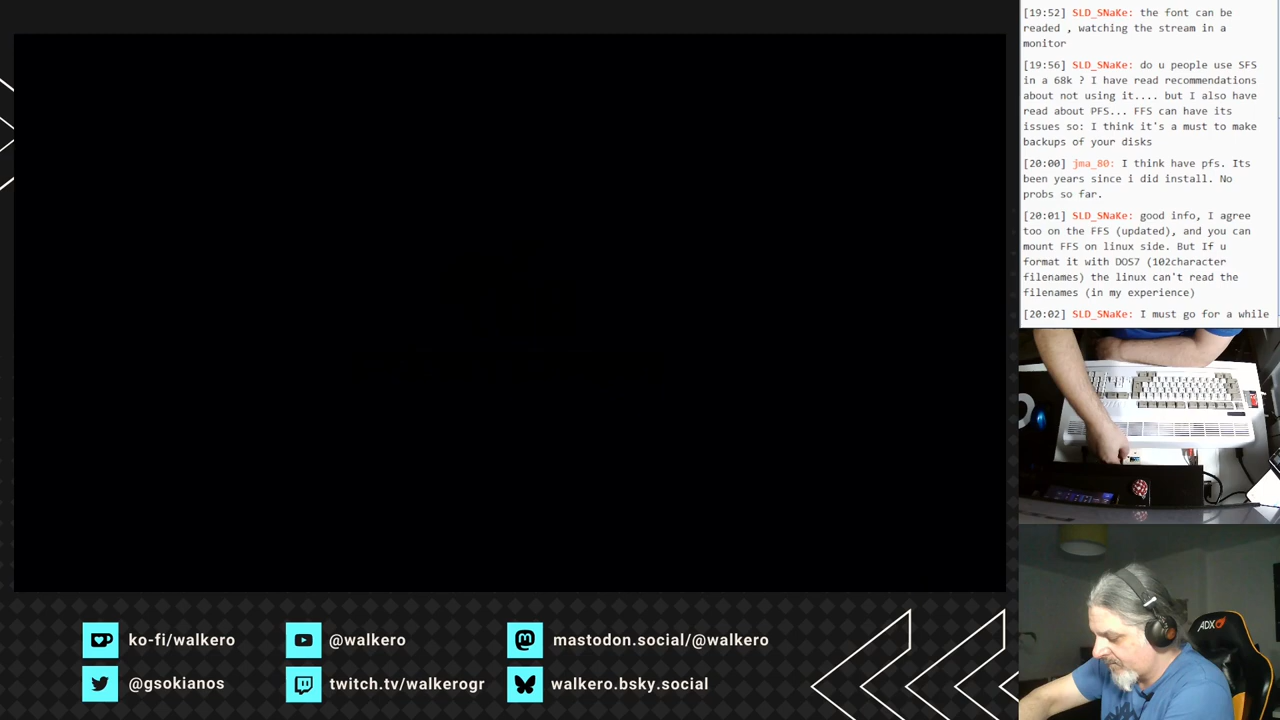 [19:52] SLD_SNaKe: the font can be
readed , watching the stream in a
monitor
[19:56] SLD_SNaKe: do u people use SFS
in a 68k ? I have read recommendations
about not using it.... but I also have
read about PFS... FFS can have its
issues so: I think it's a must to make
backups of your disks
[20:00] jma_80: I think have pfs. Its
been years since i did install. No
probs so far.
[20:01] SLD_SNaKe: good info, I agree
too on the FFS (updated), and you can
mount FFS on linux side. But If u
format it with DOS7 (102character
filenames) the linux can't read the
filenames (in my experience)
[20:02] SLD_SNaKe: I must go for a while
ADX
ko-fi/walkero
@walkero
mastodon.social/@walkero
@gsokianos
twitch.tv/walkerogr
walkero.bsky.social